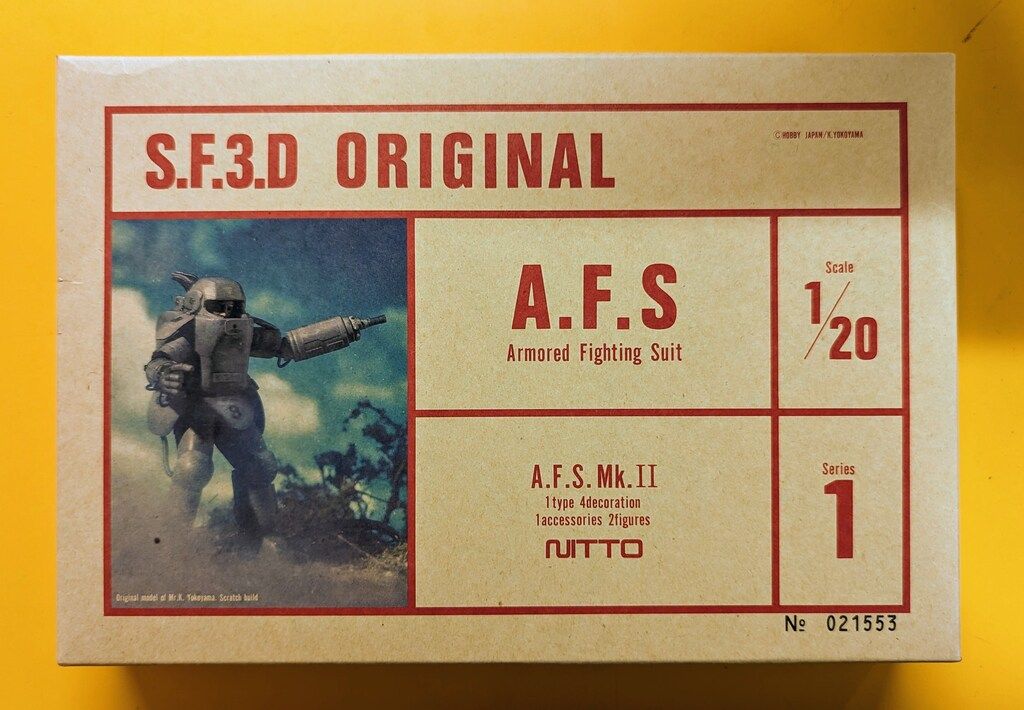 S.F.3.D ORIGINAL
© HOBBY JAPAN/K.YOKOYAMA
A.F.S
Armored Fighting Suit
Scale
1/20
A.F.S.Mk.II
1type 4decoration
1accessories 2figures
NITTO
Series
1
Original model of Mr.K. Yokoyama. Scratch build
№ 021553